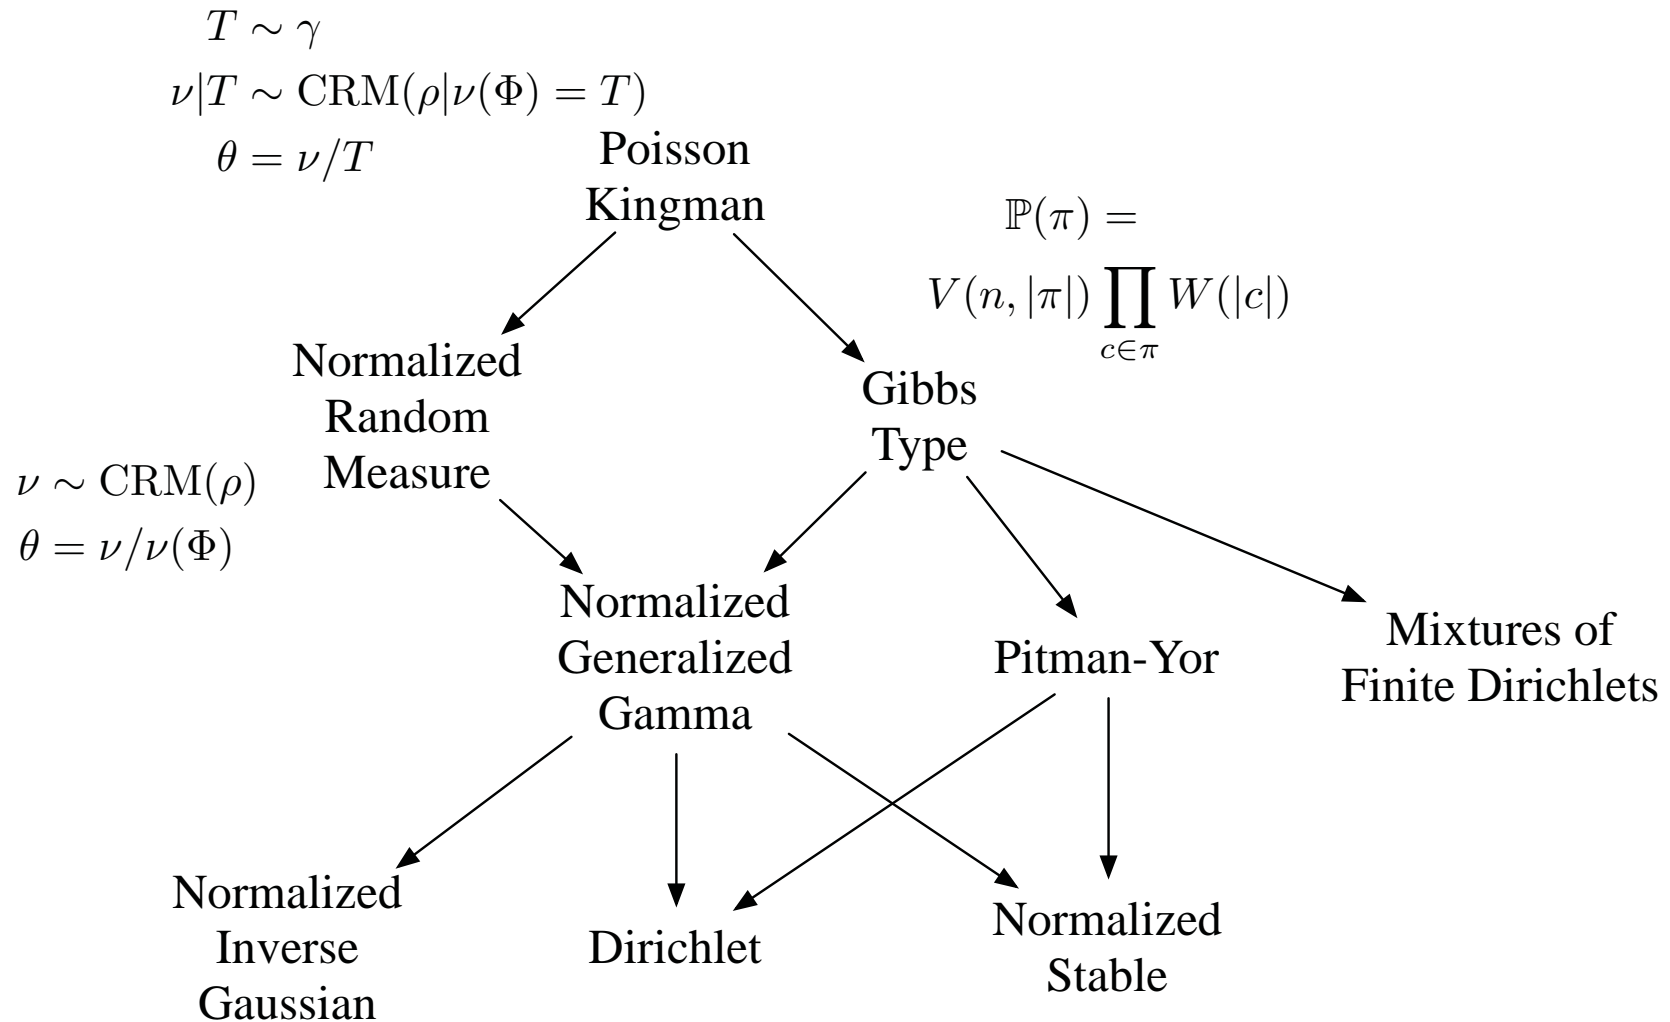 T ∼ γ
ν|T ∼ CRM(ρ|ν(Φ) = T)
θ = ν/T
Poisson
Kingman
ℙ(π) =
V(n, |π|) ∏ W(|c|)
c∈π
Normalized
Random
Measure
Gibbs
Type
ν ∼ CRM(ρ)
θ = ν/ν(Φ)
Normalized
Generalized
Gamma
Pitman-Yor
Mixtures of
Finite Dirichlets
Normalized
Inverse
Gaussian
Dirichlet
Normalized
Stable